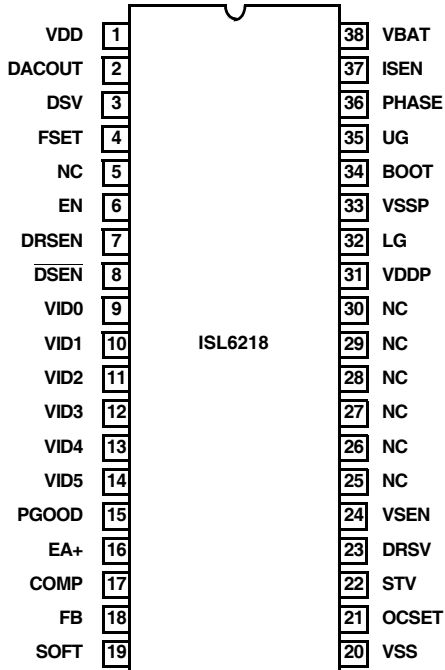 VDD 1 38 VBAT
DACOUT 2 37 ISEN
DSV 3 36 PHASE
FSET 4 35 UG
NC 5 34 BOOT
EN 6 33 VSSP
DRSEN 7 32 LG
DSEN 8 31 VDDP
VID0 9 30 NC
VID1 10 ISL6218 29 NC
VID2 11 28 NC
VID3 12 27 NC
VID4 13 26 NC
VID5 14 25 NC
PGOOD 15 24 VSEN
EA+ 16 23 DRSV
COMP 17 22 STV
FB 18 21 OCSET
SOFT 19 20 VSS